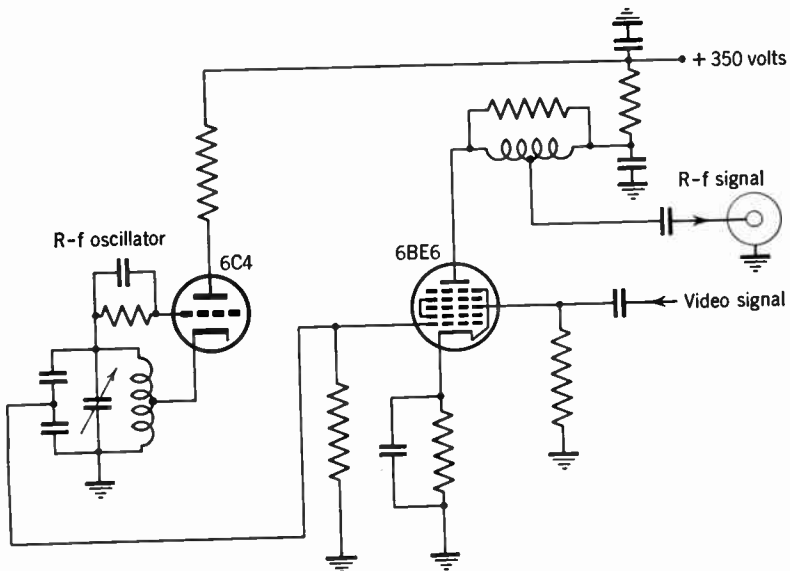 + 350 volts
R-f signal
R-f oscillator
6C4
6BE6
Video signal